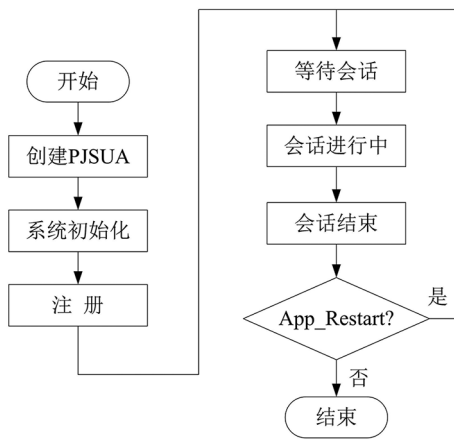 开始
创建PJSUA
系统初始化
注 册
等待会话
会话进行中
会话结束
App_Restart?
是
否
结束